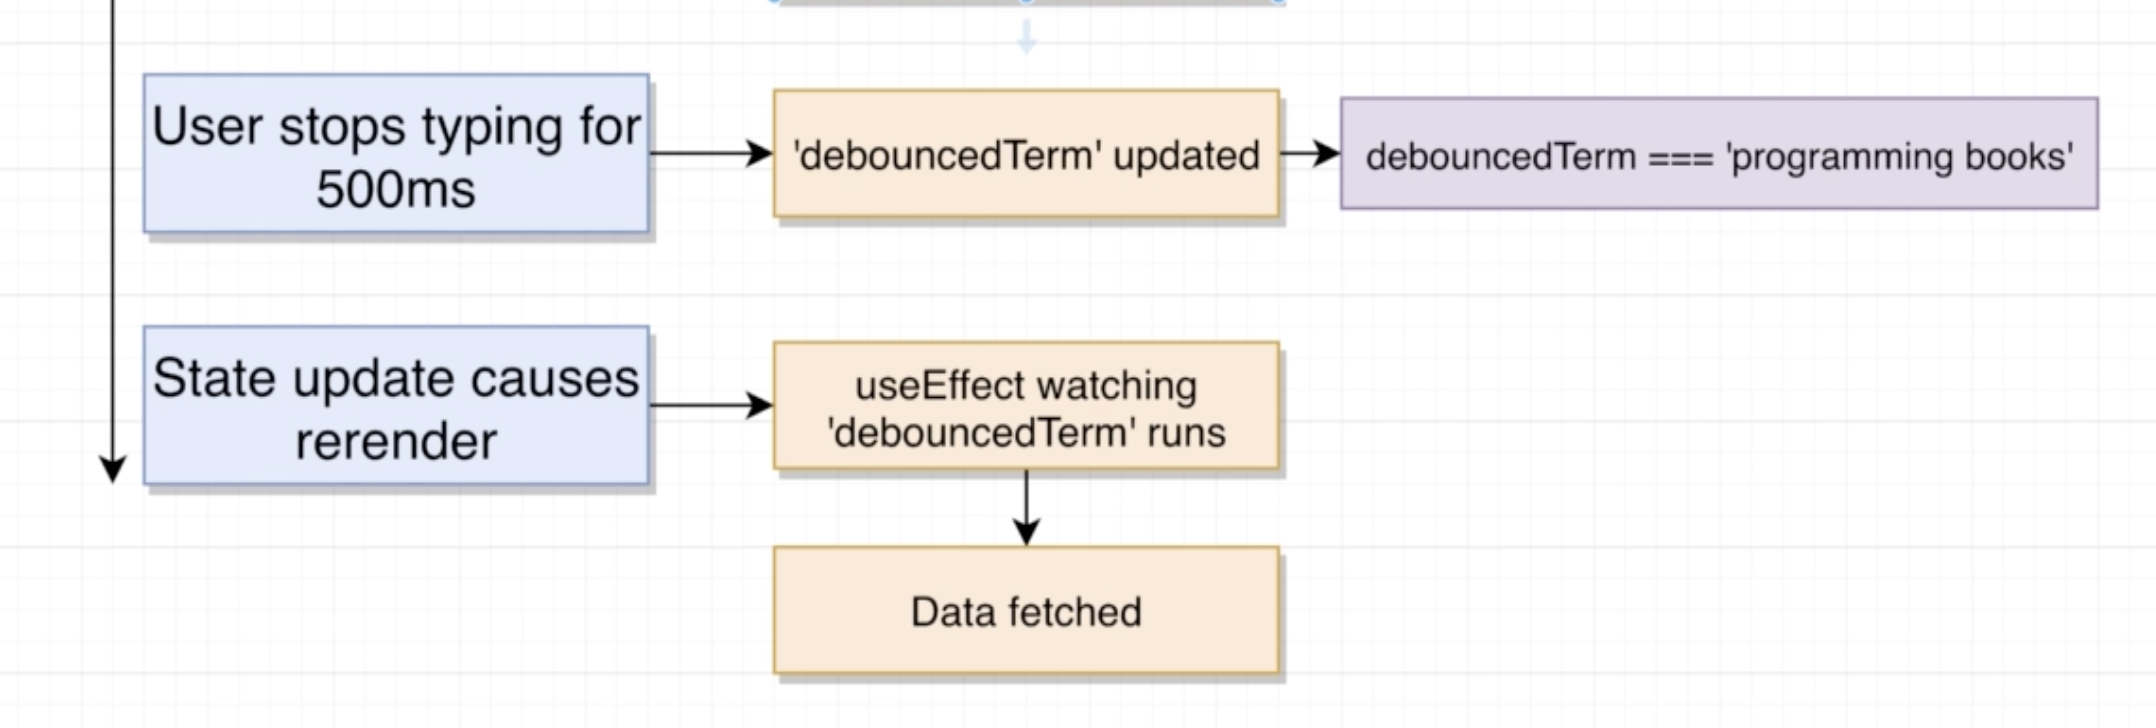 User stops typing for
500ms
'debouncedTerm' updated
debouncedTerm === 'programming books'
State update causes
rerender
useEffect watching
'debouncedTerm' runs
Data fetched